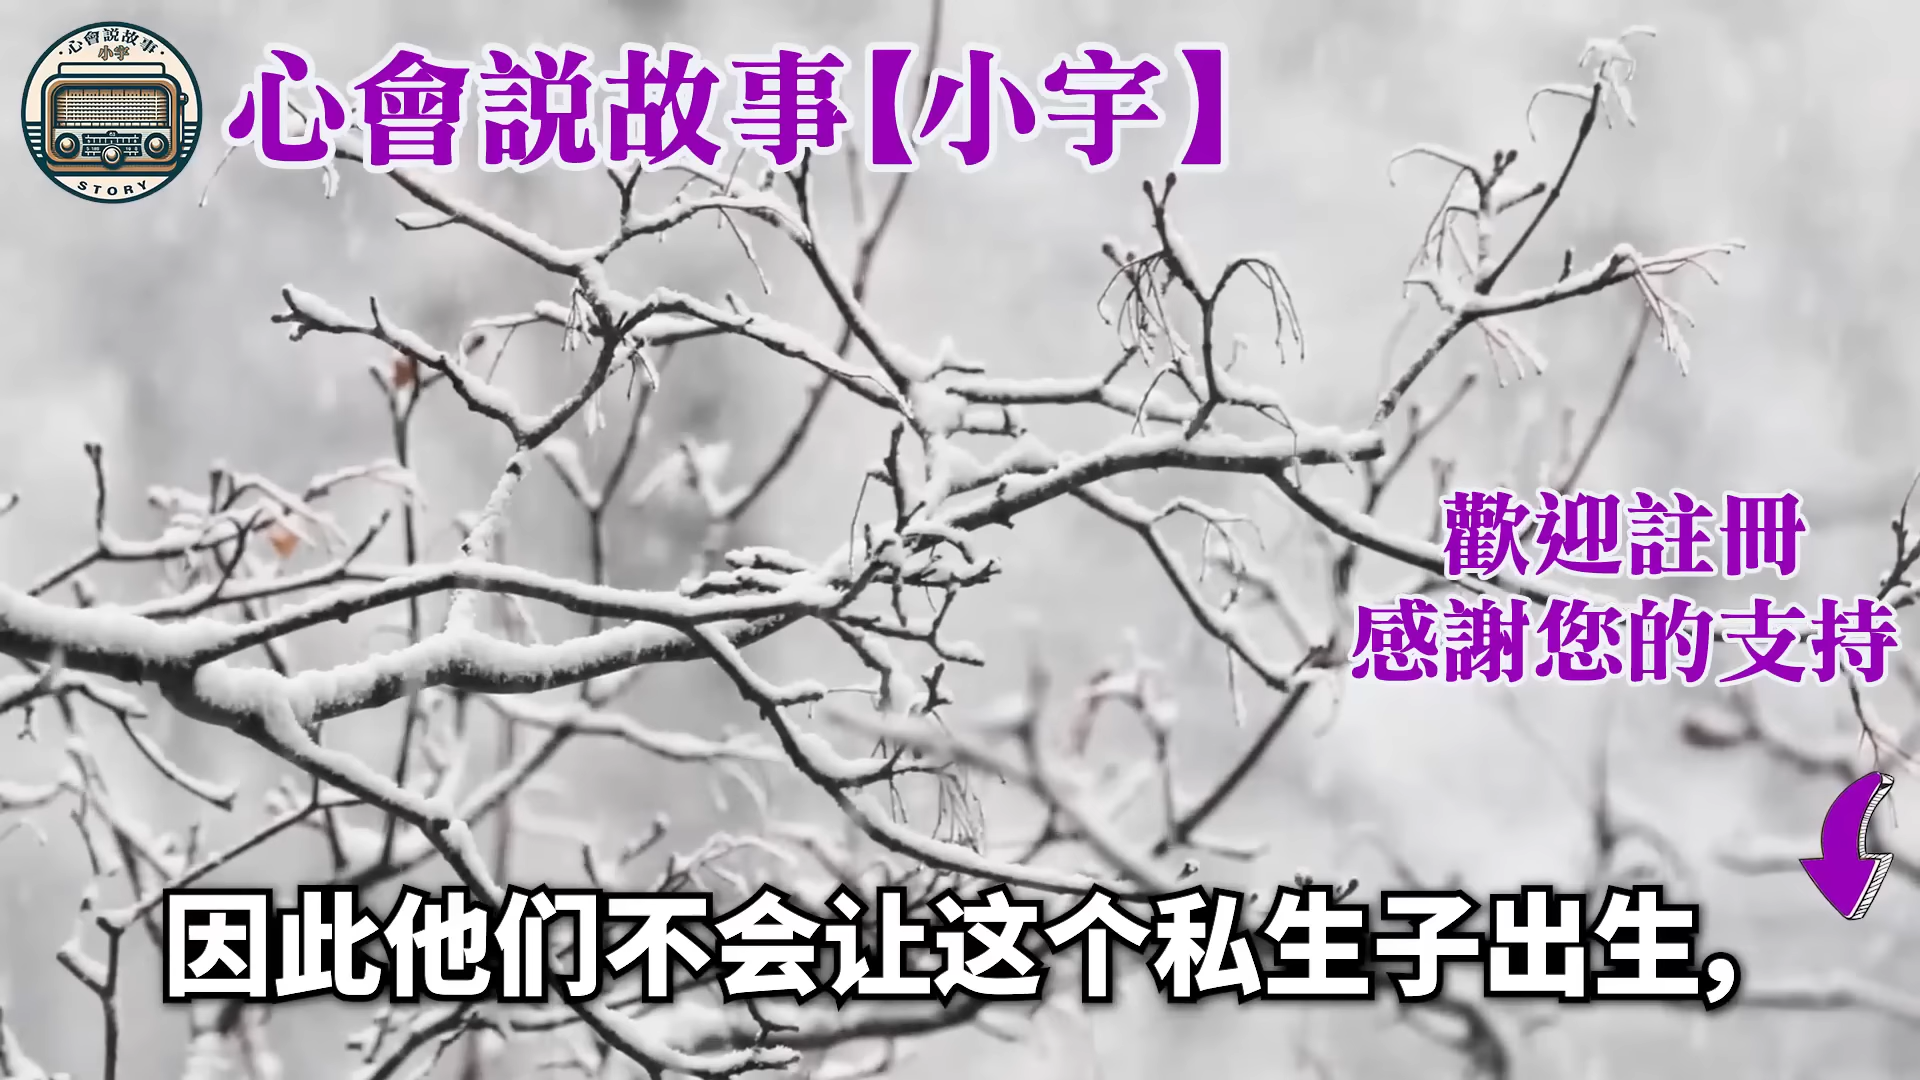 ·心會説故事·
小宇
STORY
心會説故事【小宇】
歡迎註冊
感謝您的支持
因此他们不会让这个私生子出生,